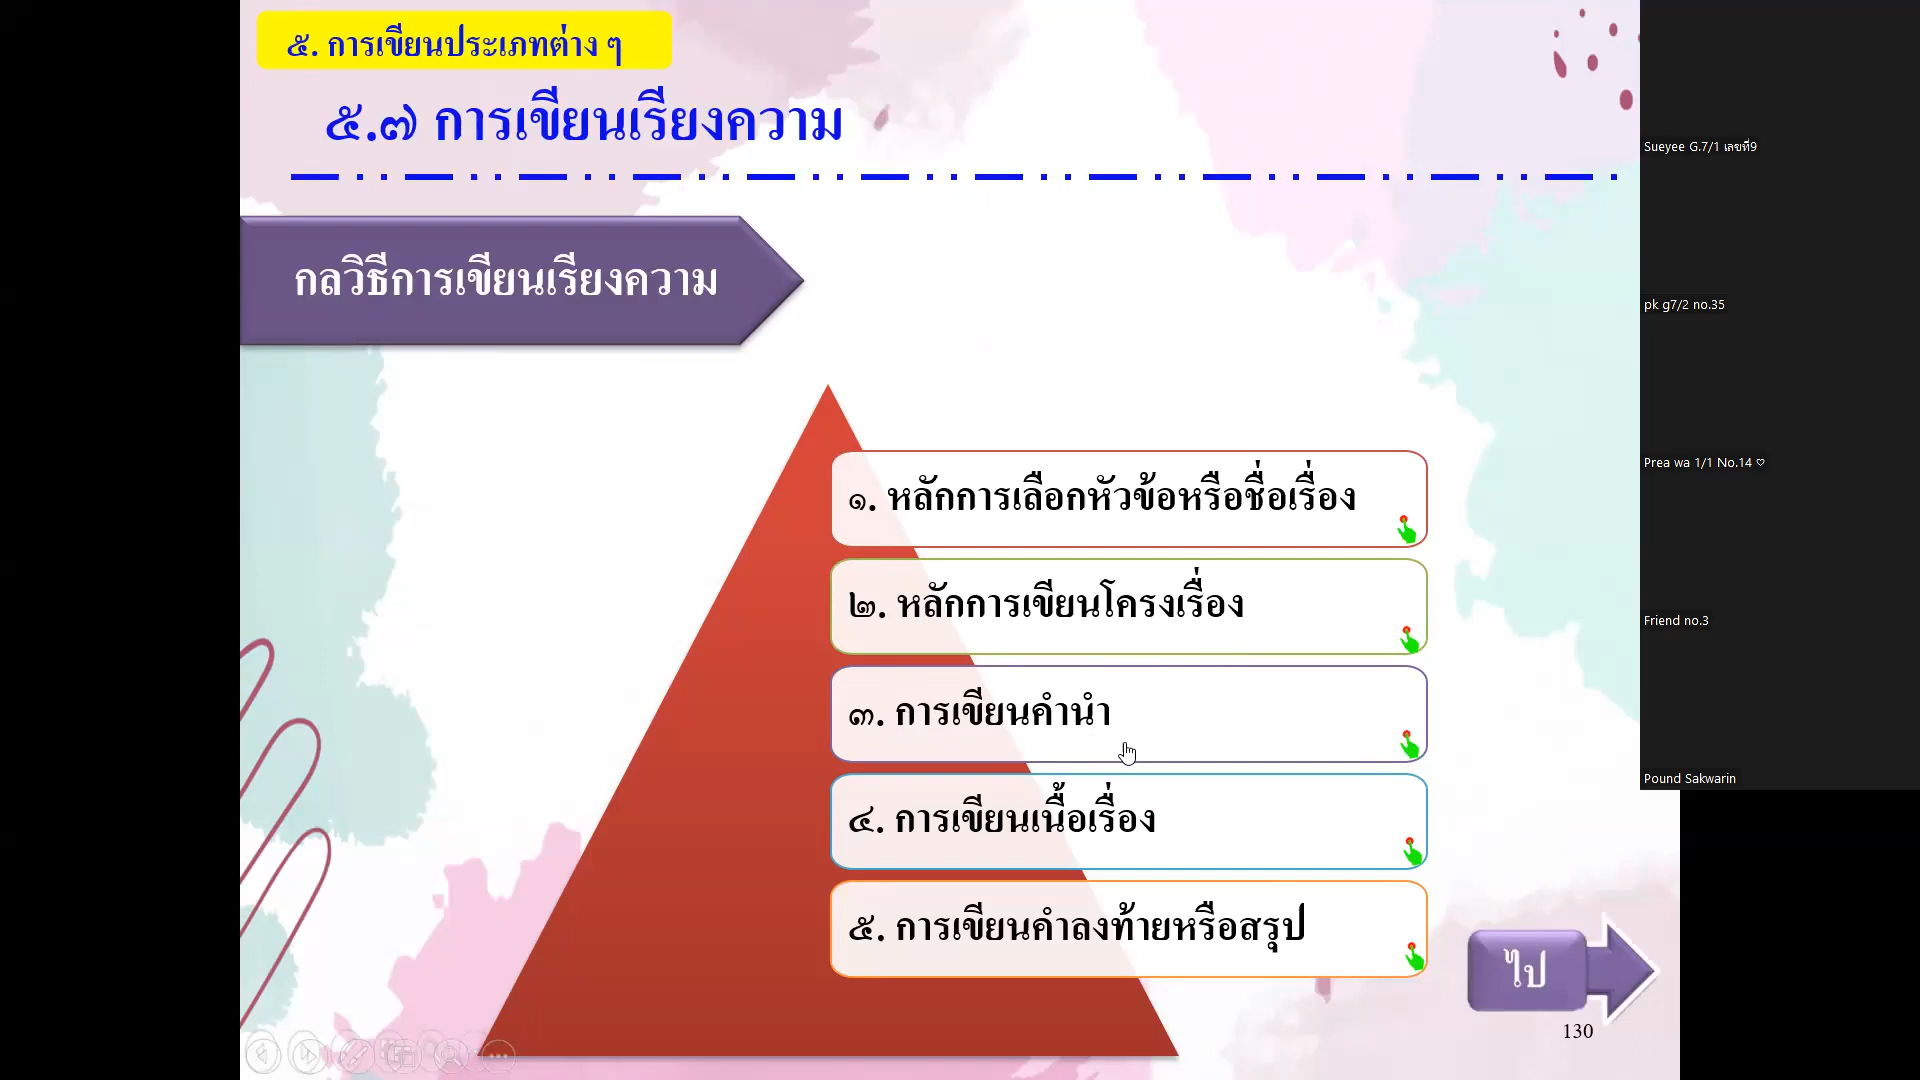 ๕. การเขียนประเภทต่าง ๆ
๕.๗ การเขียนเรียงความ
กลวิธีการเขียนเรียงความ
๑. หลักการเลือกหัวข้อหรือชื่อเรื่อง
๒. หลักการเขียนโครงเรื่อง
๓. การเขียนคำนำ
๔. การเขียนเนื้อเรื่อง
๕. การเขียนคำลงท้ายหรือสรุป
ไป
130
Sueyee G.7/1 เลขที่9
pk g7/2 no.35
Prea wa 1/1 No.14 ♡
Friend no.3
Pound Sakwarin